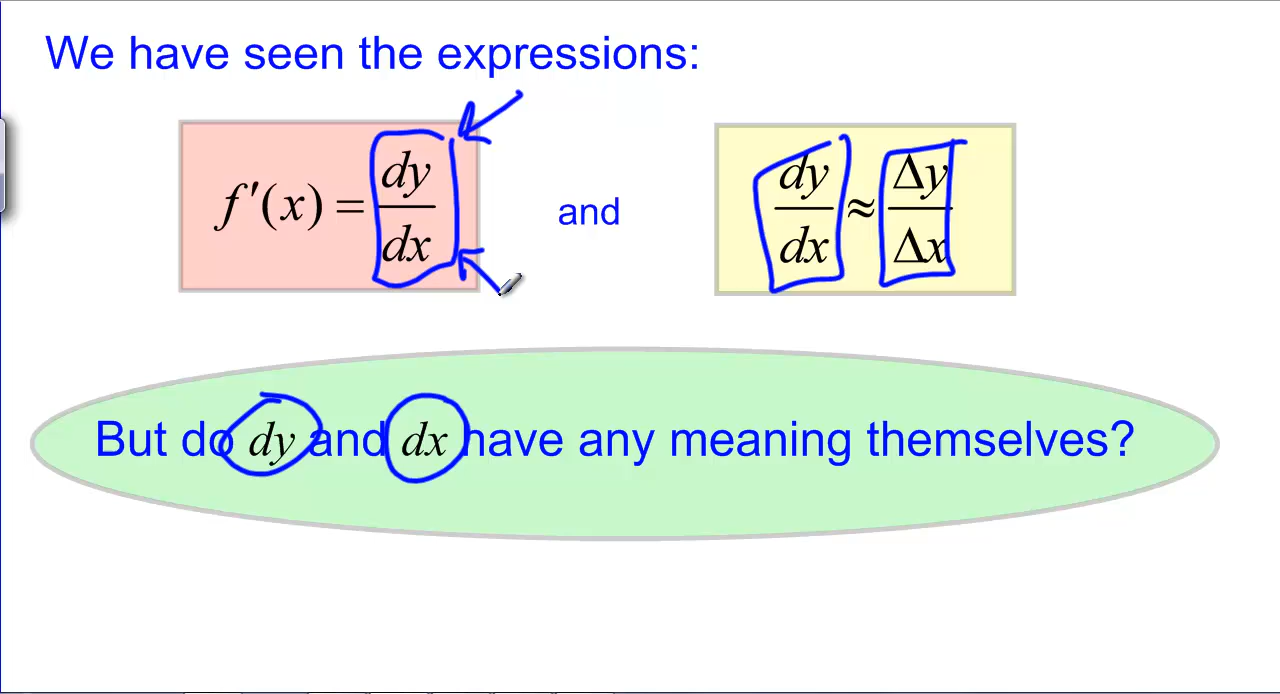 We have seen the expressions:
f′(x) = dy/dx and dy/dx ≈ Δy/Δx
But do dy and dx have any meaning themselves?